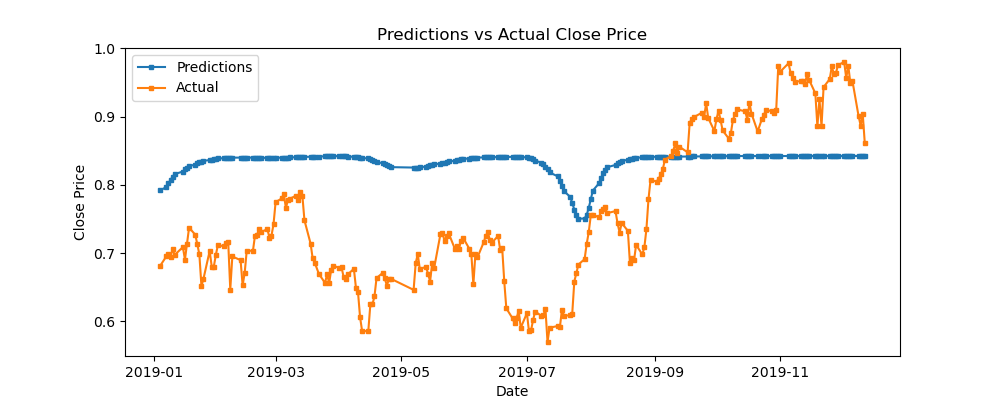 Predictions vs Actual Close Price
Predictions
Actual
Close Price
1.0
0.9
0.8
0.7
0.6
2019-01 2019-03 2019-05 2019-07 2019-09 2019-11
Date